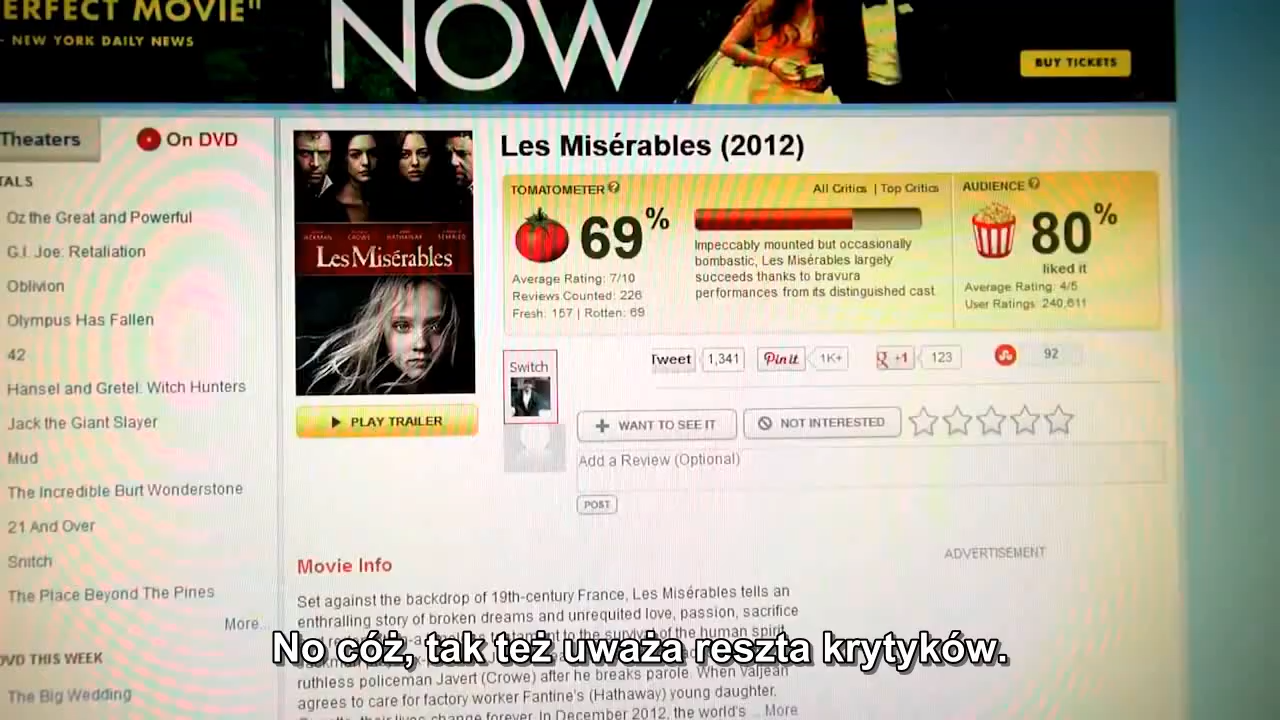 ERFECT MOVIE"
- NEW YORK DAILY NEWS
NOW
BUY TICKETS
Theaters
On DVD
TALS
Oz the Great and Powerful
G.I. Joe: Retaliation
Oblivion
Olympus Has Fallen
42
Hansel and Gretel: Witch Hunters
Jack the Giant Slayer
Mud
The Incredible Burt Wonderstone
21 And Over
Snitch
The Place Beyond The Pines
More...
DVD THIS WEEK
The Big Wedding
Les Misérables
PLAY TRAILER
Les Misérables (2012)
TOMATOMETER ?
All Critics | Top Critics
69%
Average Rating: 7/10
Reviews Counted: 226
Fresh: 157 | Rotten: 69
Impeccably mounted but occasionally
bombastic, Les Misérables largely
succeeds thanks to bravura
performances from its distinguished cast.
AUDIENCE ?
80%
liked it
Average Rating: 4/5
User Ratings: 240,611
Switch
Tweet 1,341
Pin it 1K+
g +1 123
92
+ WANT TO SEE IT
NOT INTERESTED
Add a Review (Optional)
POST
ADVERTISEMENT
Movie Info
Set against the backdrop of 19th-century France, Les Misérables tells an
enthralling story of broken dreams and unrequited love, passion, sacrifice
to the survival of the human spirit.
No cóż, tak też uważa reszta krytyków.
ruthless policeman Javert (Crowe) after he breaks parole. When Valjean
agrees to care for factory worker Fantine's (Hathaway) young daughter,
their lives change forever. In December 2012, the world's ... More